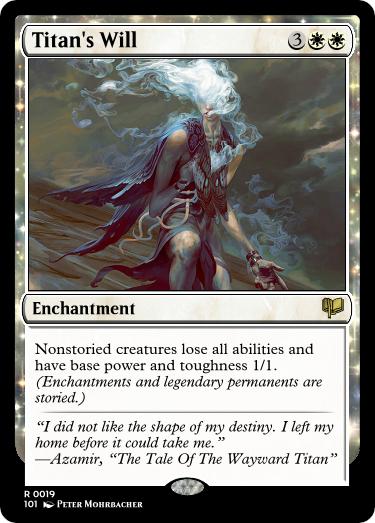 Titan's Will 3
Enchantment
Nonstoried creatures lose all abilities and
have base power and toughness 1/1.
(Enchantments and legendary permanents are
storied.)
“I did not like the shape of my destiny. I left my
home before it could take me.”
—Azamir, “The Tale Of The Wayward Titan”
R 0019
101 Peter Mohrbacher